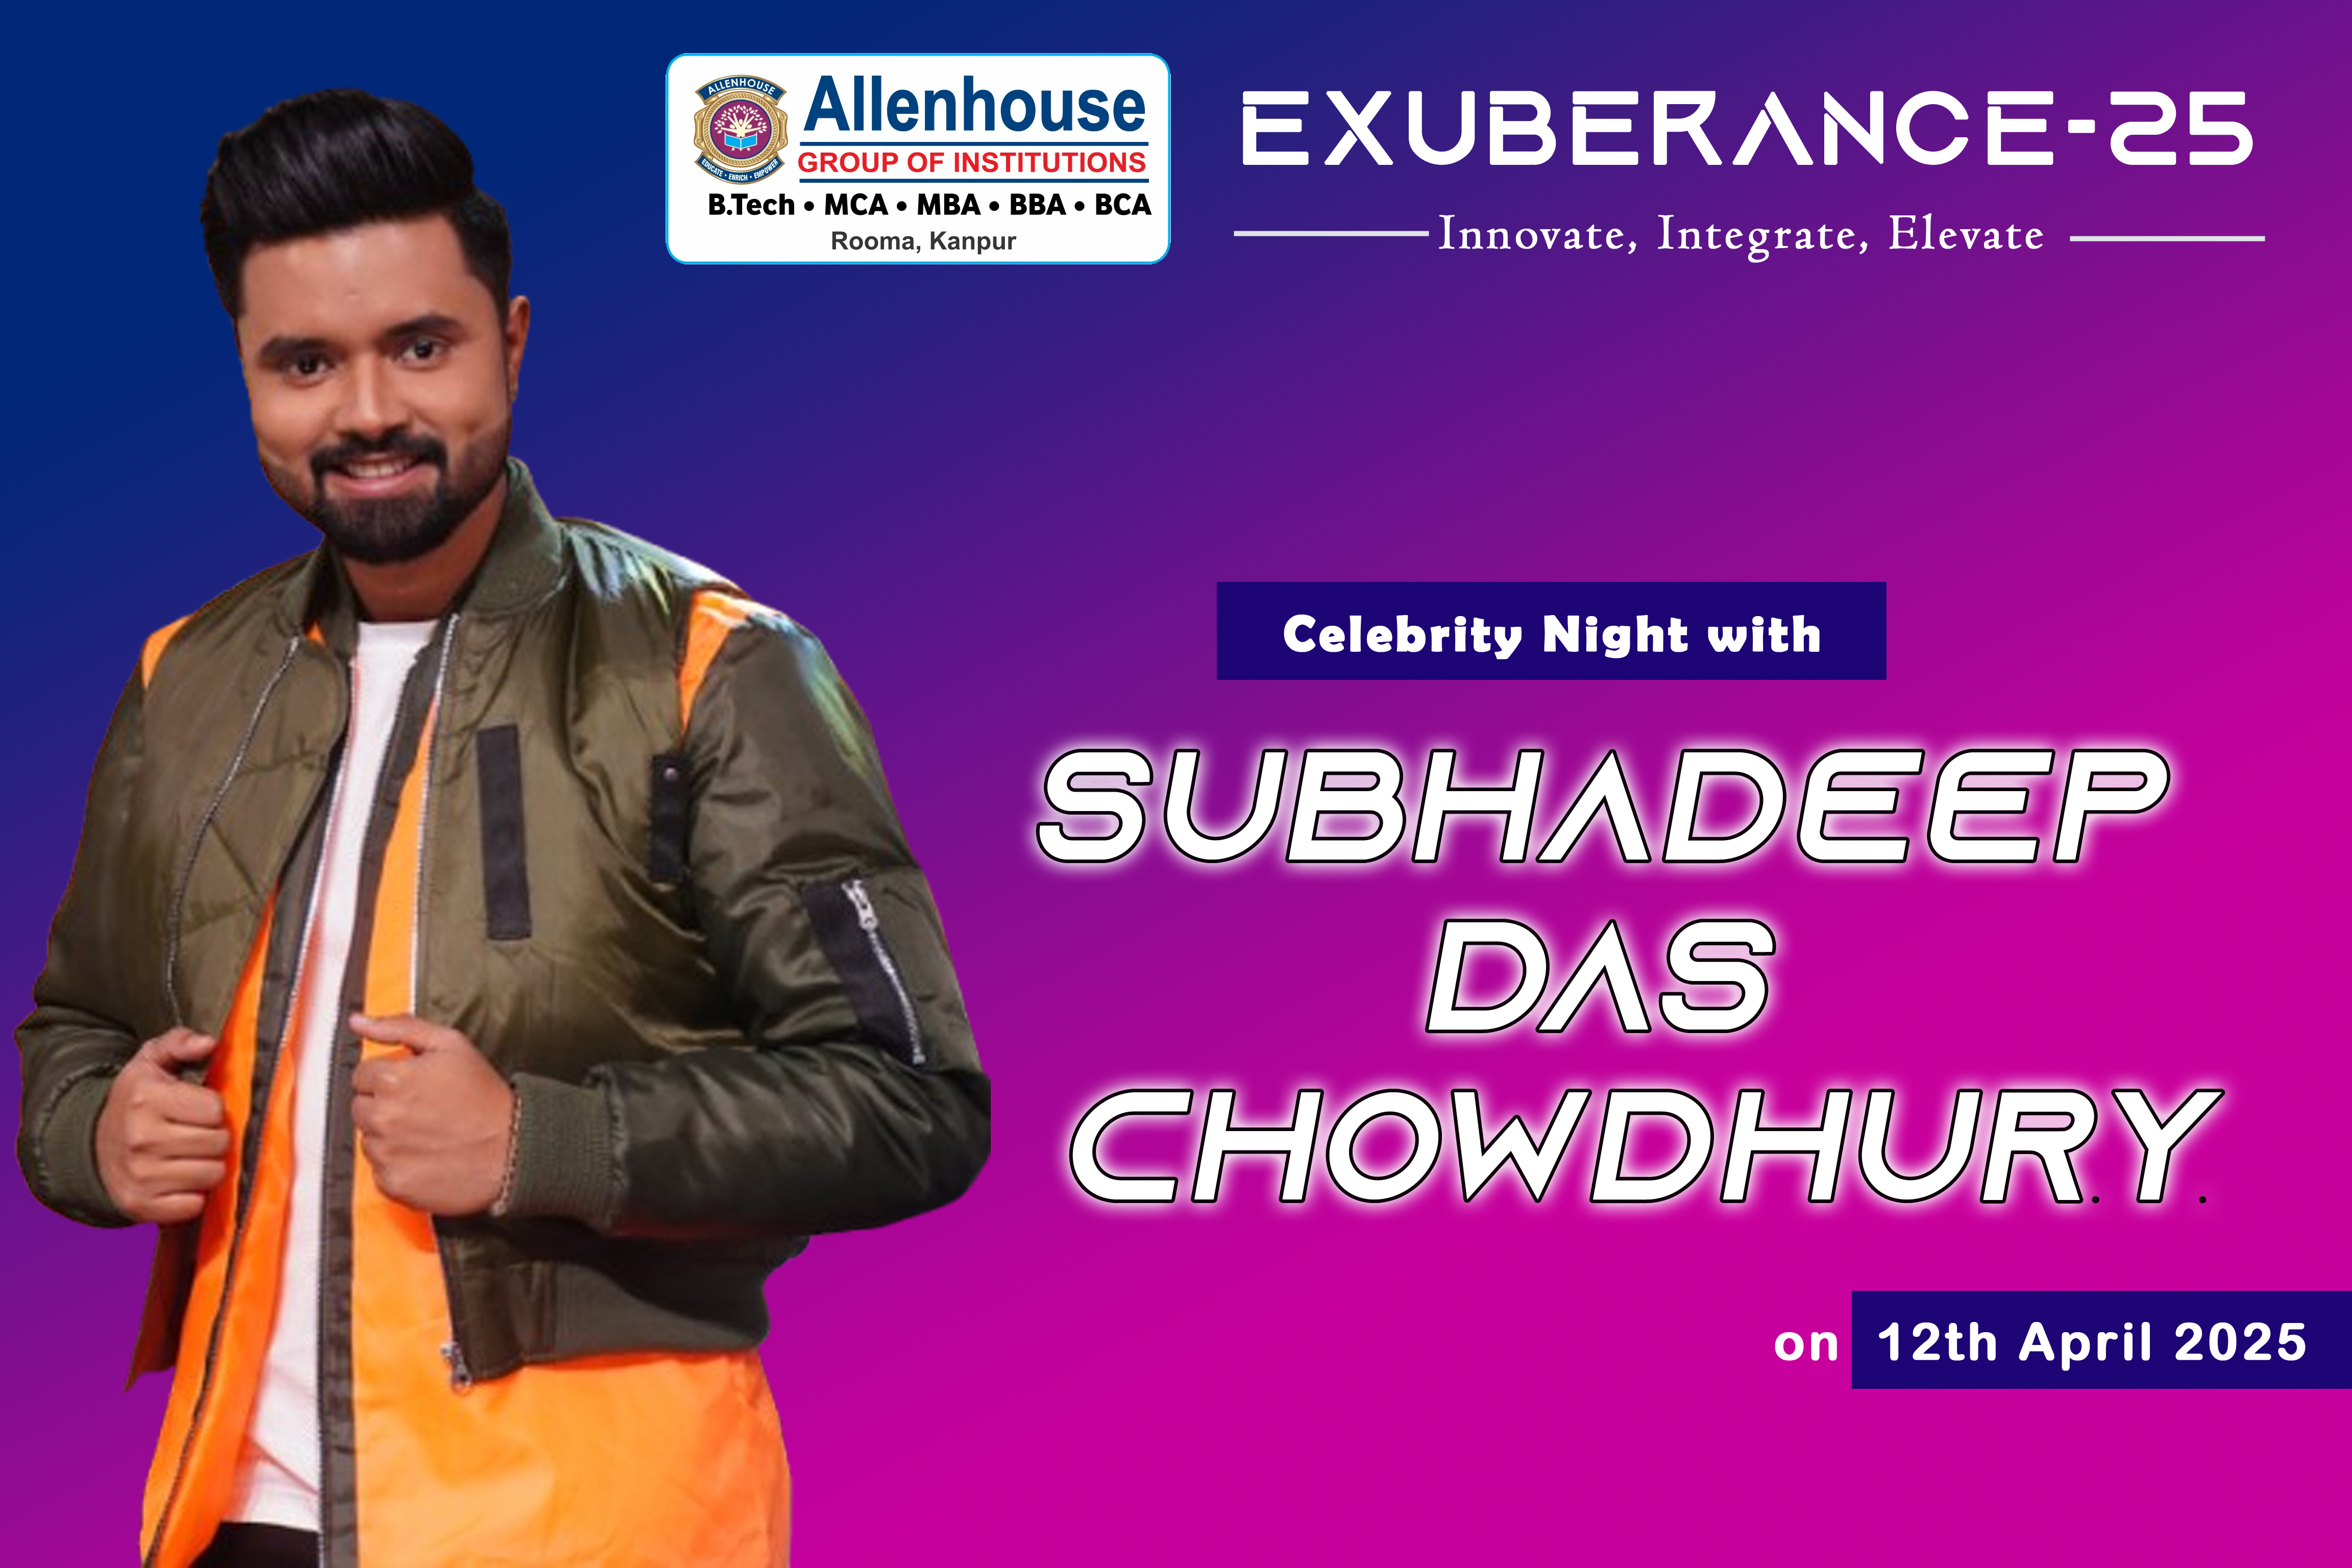 ALLENHOUSE
EDUCATE • ENRICH • EMPOWER
Allenhouse
GROUP OF INSTITUTIONS
B.Tech • MCA • MBA • BBA • BCA
Rooma, Kanpur
EXUBERANCE-25
Innovate, Integrate, Elevate
Celebrity Night with
SUBHADEEP
DAS
CHOWDHURY
on 12th April 2025